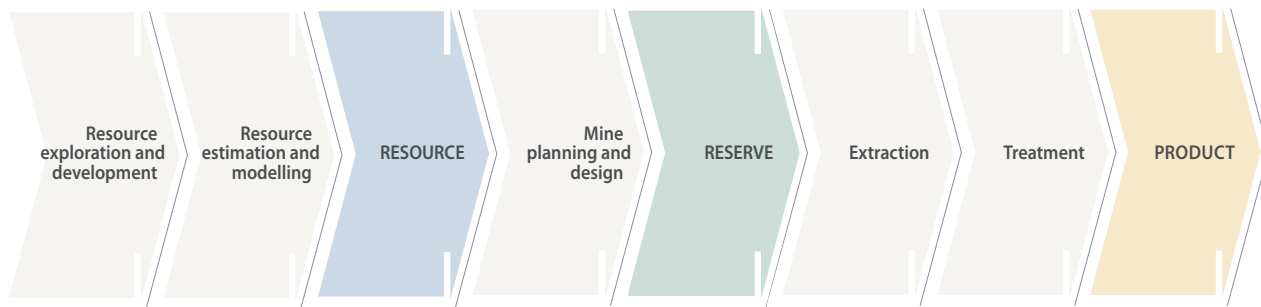 Resource
exploration and
development
Resource
estimation and
modelling
RESOURCE
Mine
planning and
design
RESERVE
Extraction
Treatment
PRODUCT